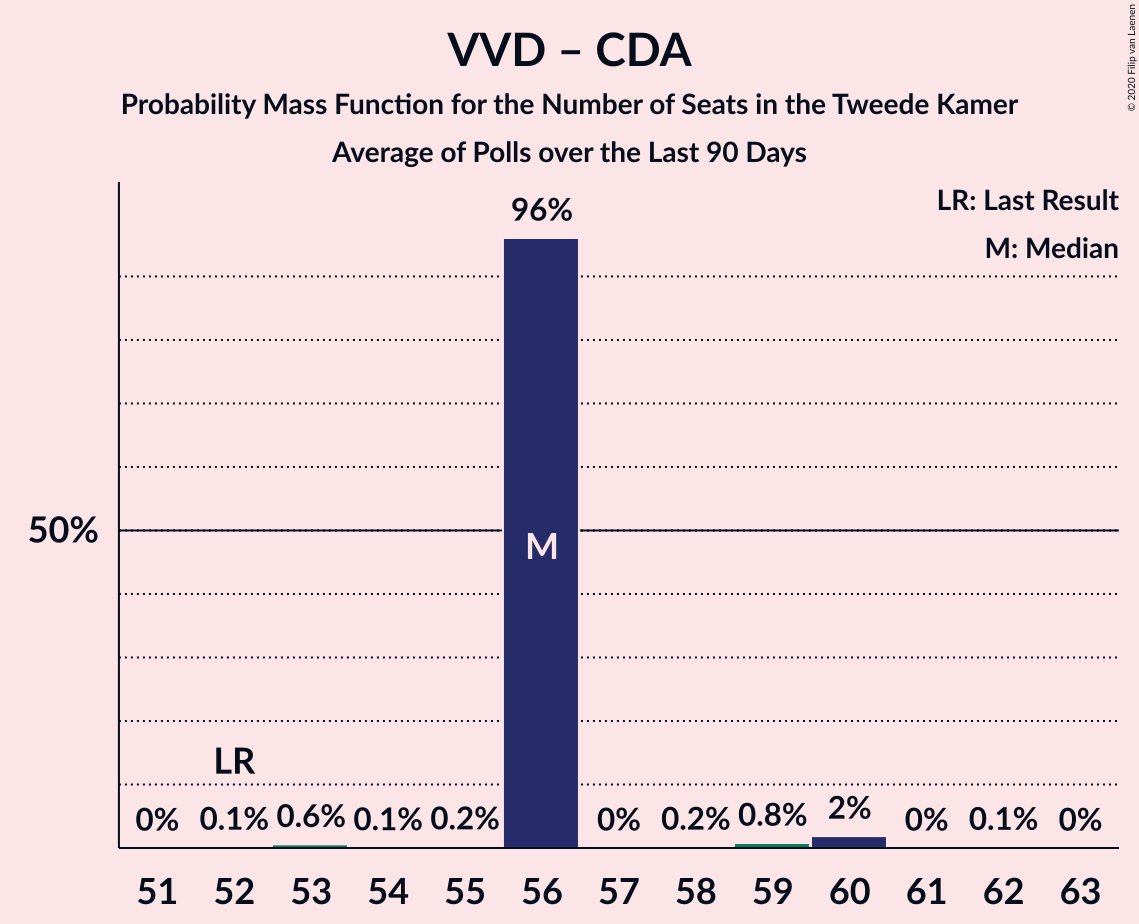 VVD – CDA
Probability Mass Function for the Number of Seats in the Tweede Kamer
Average of Polls over the Last 90 Days
© 2020 Filip van Laenen
LR: Last Result
M: Median
96%
50%
M
LR
0% 0.1% 0.6% 0.1% 0.2% 0% 0.2% 0.8% 2% 0% 0.1% 0%
51 52 53 54 55 56 57 58 59 60 61 62 63